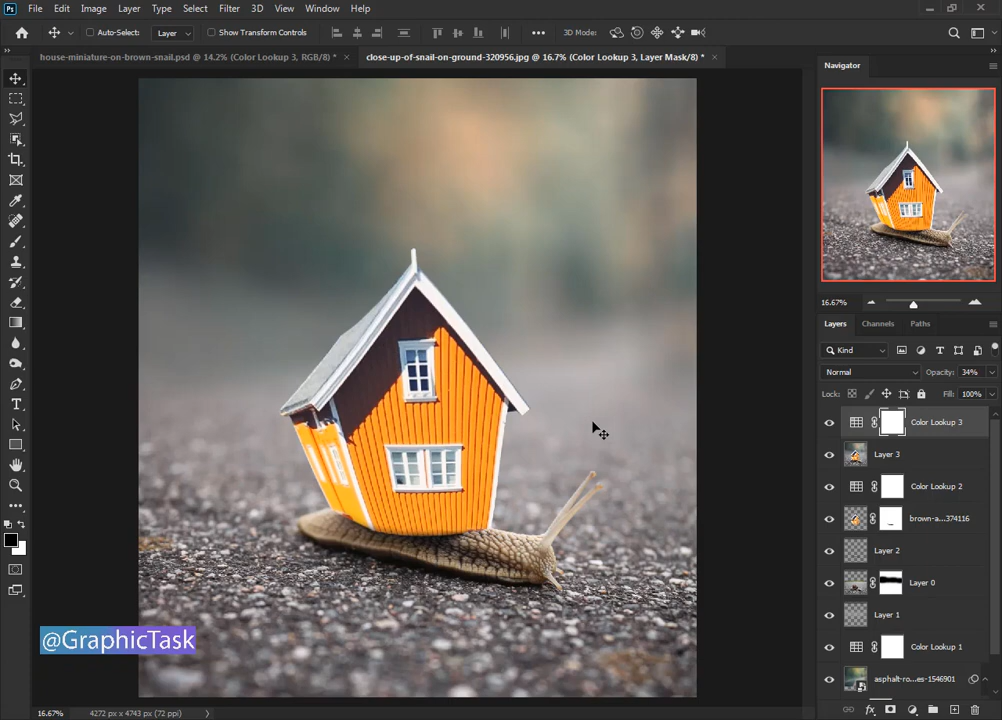 Ps File Edit Image Layer Type Select Filter 3D View Window Help
Auto-Select: Layer Show Transform Controls 3D Mode:
house-miniature-on-brown-snail.psd @ 14.2% (Color Lookup 3, RGB/8) * × close-up-of-snail-on-ground-320956.jpg @ 16.7% (Color Lookup 3, Layer Mask/8) * ×
Navigator
16.67%
Layers Channels Paths
Kind
Normal Opacity: 34%
Lock: Fill: 100%
Color Lookup 3
Layer 3
Color Lookup 2
brown-a...374116
Layer 2
Layer 0
Layer 1
Color Lookup 1
asphalt-ro...es-1546901
@GraphicTask
16.67% 4272 px x 4743 px (72 ppi)